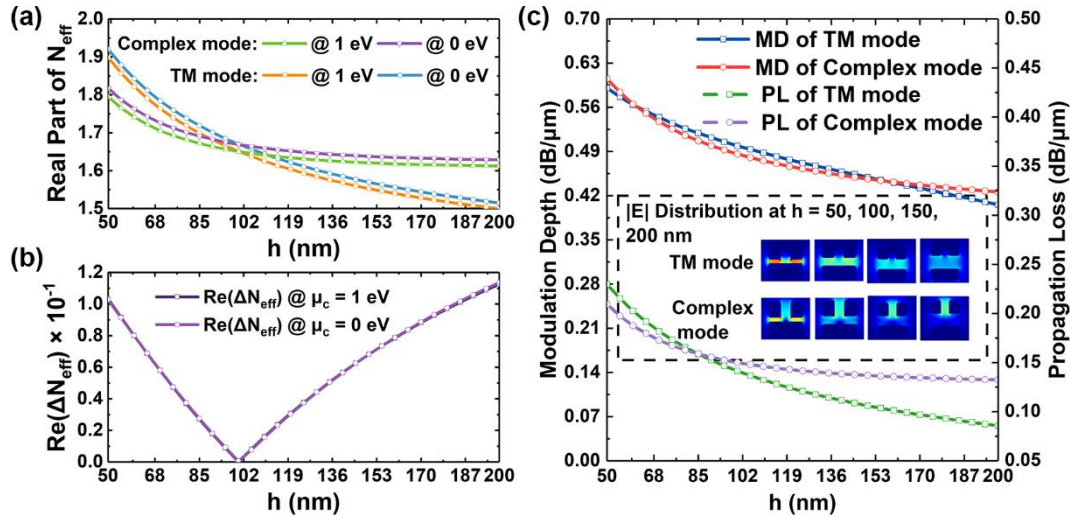 (a)
Real Part of N_eff
2.0
1.9
1.8
1.7
1.6
1.5
Complex mode: @ 1 eV @ 0 eV
TM mode: @ 1 eV @ 0 eV
50 68 85 102 119 136 153 170 187 200
h (nm)
(b)
Re(ΔN_eff) × 10⁻¹
1.2
1.0
0.8
0.6
0.4
0.2
0.0
Re(ΔN_eff) @ μ_c = 1 eV
Re(ΔN_eff) @ μ_c = 0 eV
50 68 85 102 119 136 153 170 187 200
h (nm)
(c)
Modulation Depth (dB/μm)
0.70
0.63
0.56
0.49
0.42
0.35
0.28
0.21
0.14
0.07
0.00
MD of TM mode
MD of Complex mode
PL of TM mode
PL of Complex mode
|E| Distribution at h = 50, 100, 150,
200 nm
TM mode
Complex
mode
50 68 85 102 119 136 153 170 187 200
h (nm)
0.50
0.45
0.40
0.35
0.30
0.25
0.20
0.15
0.10
0.05
Propagation Loss (dB/μm)